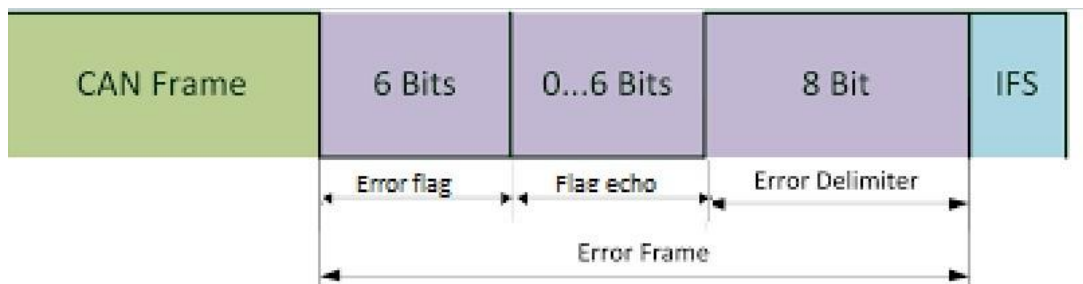 CAN Frame
6 Bits
0...6 Bits
8 Bit
IFS
Error flag
Flag echo
Error Delimiter
Error Frame